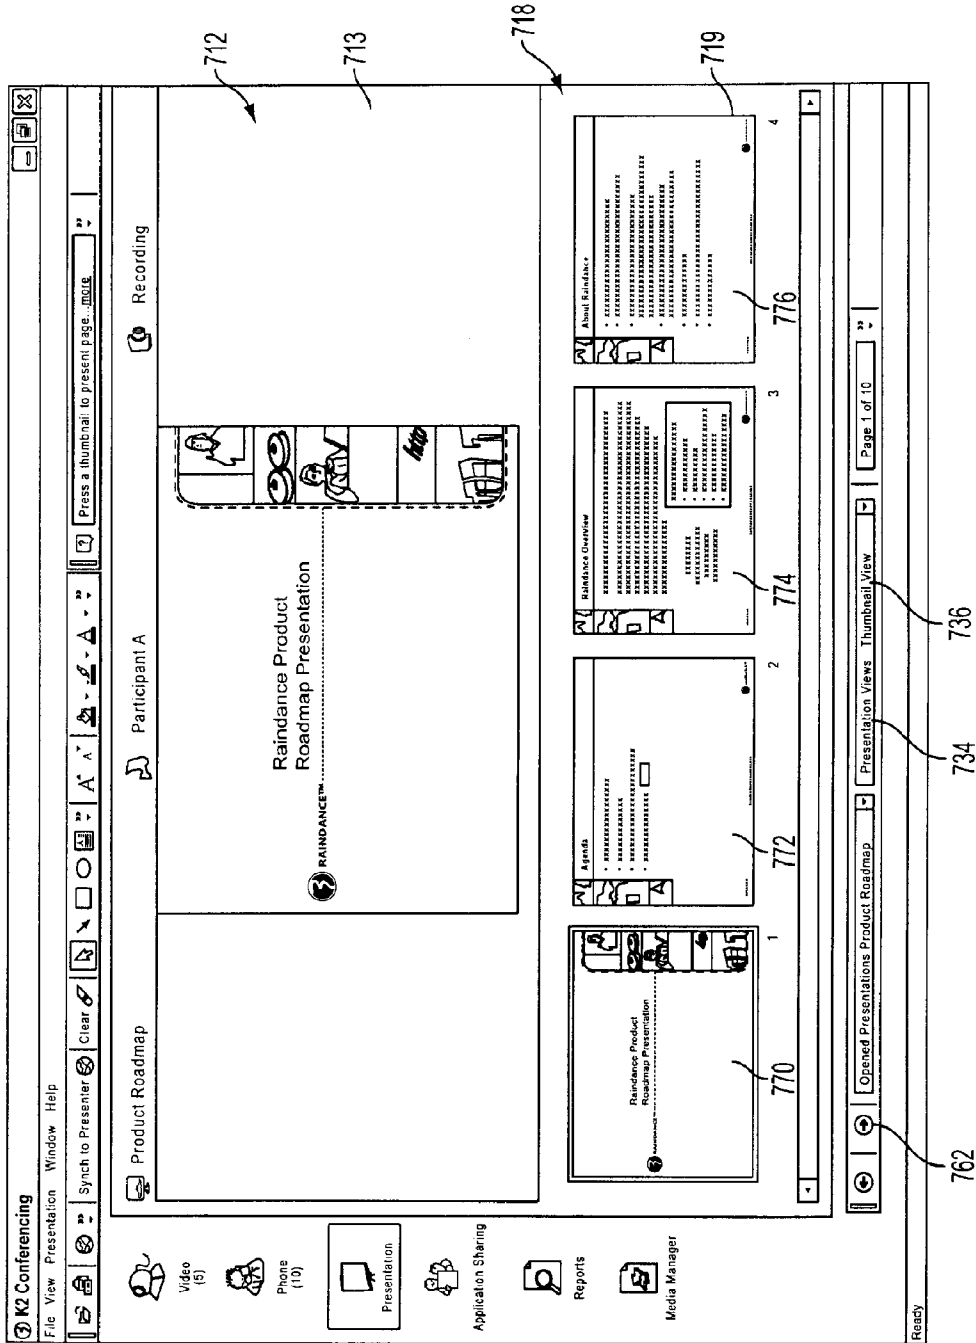 K2 Conferencing
File View Presentation Window Help
Synch to Presenter Clear A A A
? Press a thumbnail to present page...more
Video
(5)
Phone
(10)
Presentation
Application Sharing
Reports
Media Manager
Product Roadmap
Participant A
Recording
712
713
RAINDANCE™
Raindance Product
Roadmap Presentation
http
718
719
RAINDANCE
Raindance Product
Roadmap Presentation
770
1
Agenda
772
2
Raindance Overview
774
3
About Raindance
776
4
Opened Presentations Product Roadmap
Presentation Views Thumbnail View
Page 1 of 10
762
734
736
Ready